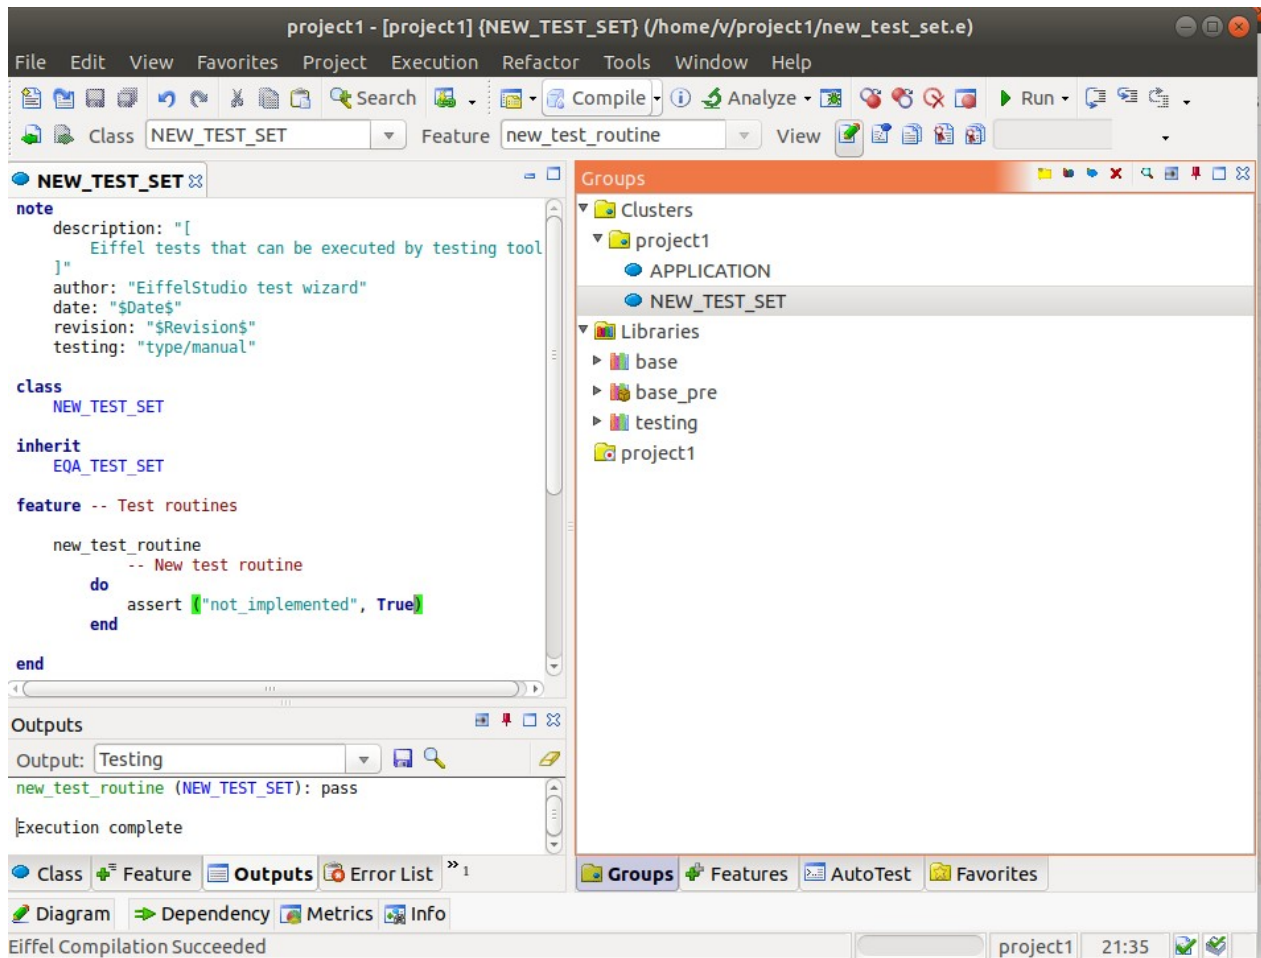 project1 - [project1] {NEW_TEST_SET} (/home/v/project1/new_test_set.e)
File Edit View Favorites Project Execution Refactor Tools Window Help
Search Compile Analyze Run
Class NEW_TEST_SET Feature new_test_routine View
NEW_TEST_SET
note
description: "[
Eiffel tests that can be executed by testing tool
]"
author: "EiffelStudio test wizard"
date: "$Date$"
revision: "$Revision$"
testing: "type/manual"
class
NEW_TEST_SET
inherit
EQA_TEST_SET
feature -- Test routines
new_test_routine
-- New test routine
do
assert ("not_implemented", True)
end
end
Outputs
Output: Testing
new_test_routine (NEW_TEST_SET): pass
Execution complete
Class Feature Outputs Error List » 1
Groups
Clusters
project1
APPLICATION
NEW_TEST_SET
Libraries
base
base_pre
testing
project1
Groups Features AutoTest Favorites
Diagram Dependency Metrics Info
Eiffel Compilation Succeeded project1 21:35